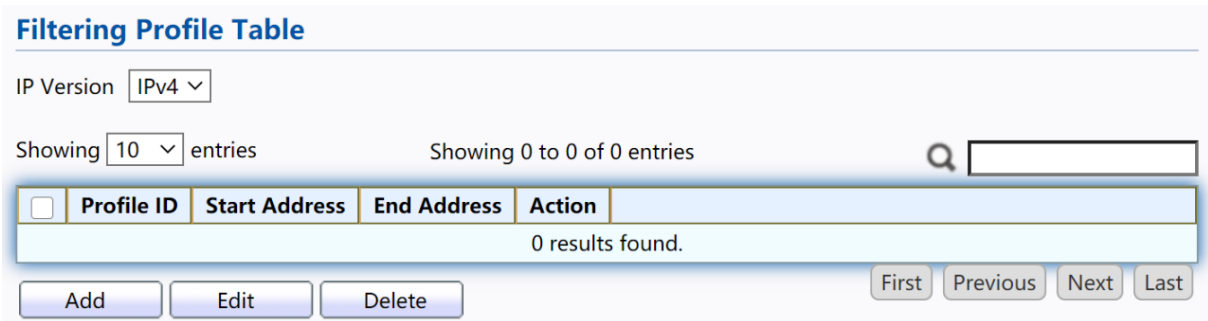 Filtering Profile Table
IP Version IPv4
Showing 10 entries Showing 0 to 0 of 0 entries
Profile ID Start Address End Address Action
0 results found.
Add Edit Delete First Previous Next Last